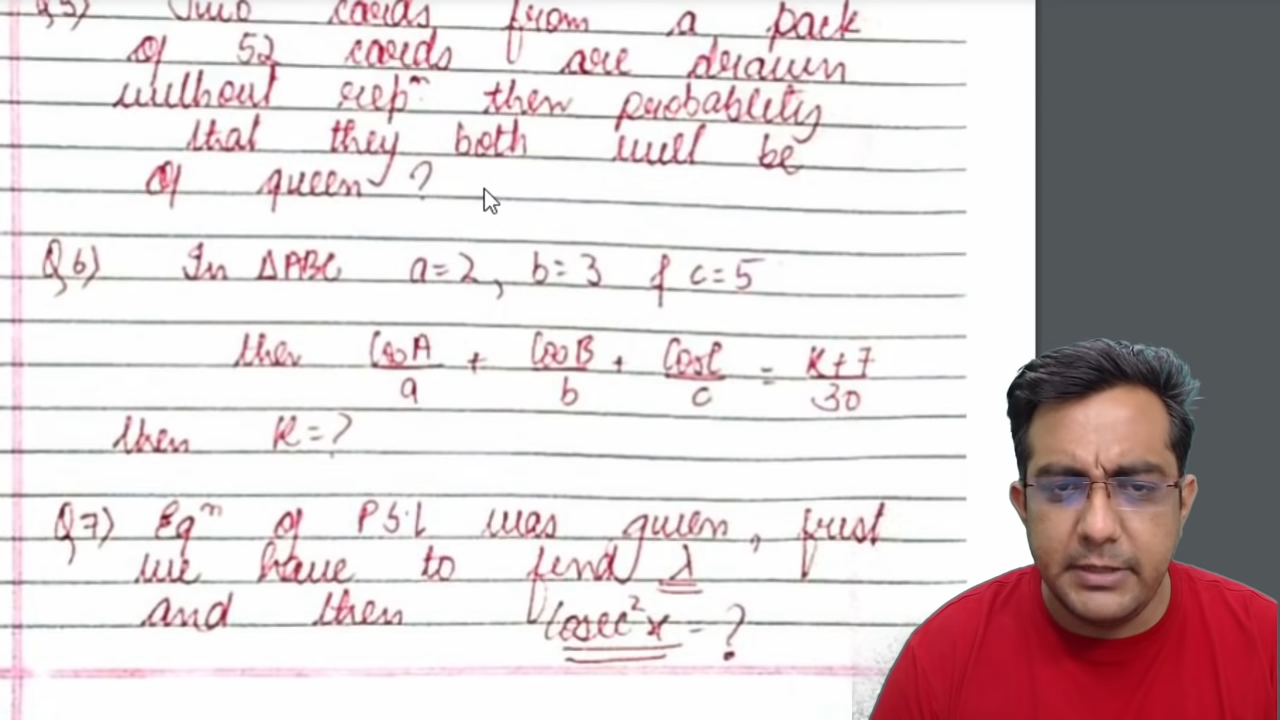 Q5) Two cards from a pack
of 52 cards are drawn
without repⁿ then probability
that they both will be
of queen ?
Q6) In ΔABC a=2, b=3 & c=5
then CosA/a + CosB/b + CosC/c = K+7/30
then K=?
Q7) Eqⁿ of P.S.L was given, first
we have to find λ
and then Cosec²x = ?